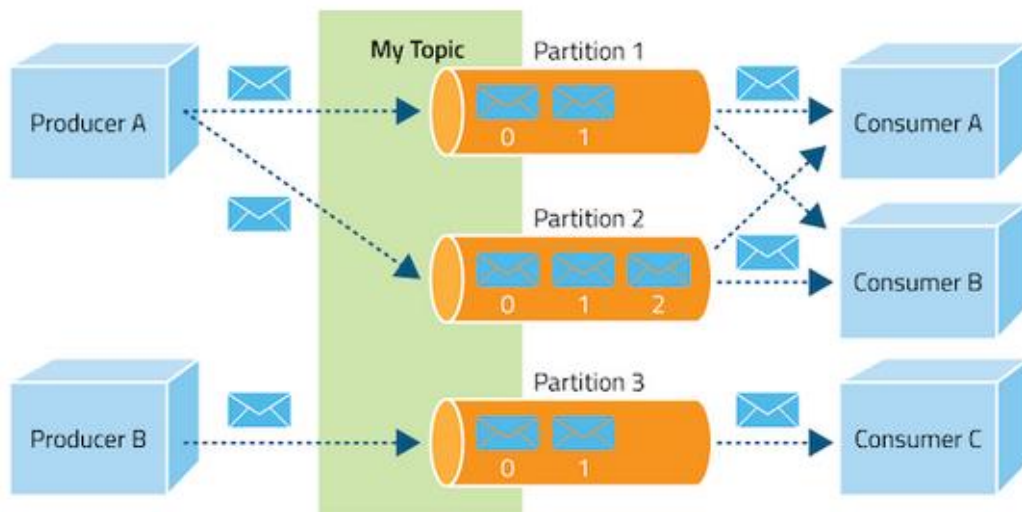 My Topic
Partition 1
Producer A
0 1
Consumer A
Partition 2
0 1 2
Consumer B
Partition 3
Producer B
0 1
Consumer C